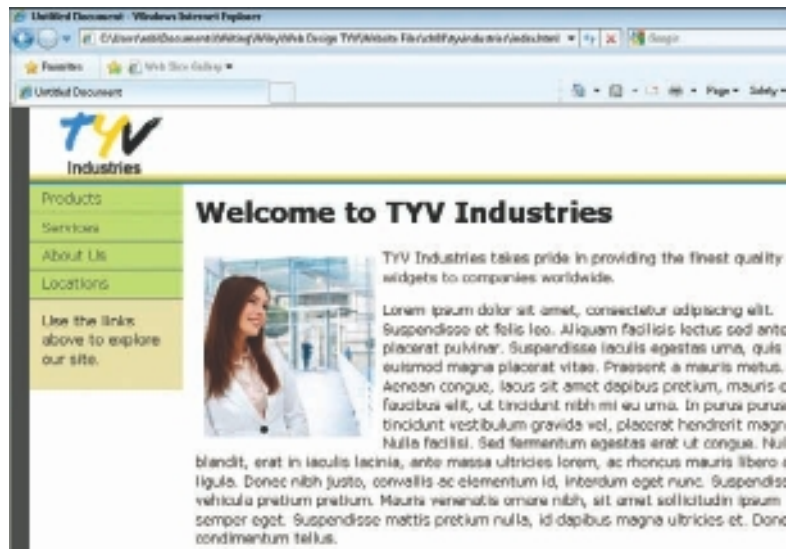 Untitled Document - Windows Internet Explorer
Google
Favorites Web Slice Gallery
Untitled Document
Page Safety
TYV
Industries
Products
Services
About Us
Locations
Use the links
above to explore
our site.
Welcome to TYV Industries
TYV Industries takes pride in providing the finest quality
widgets to companies worldwide.
Lorem ipsum dolor sit amet, consectetur adipiscing elit.
Suspendisse et felis leo. Aliquam facilisis lectus sed ante
placerat pulvinar. Suspendisse iaculis egestas urna, quis
euismod magna placerat vitae. Praesent a mauris metus.
Aenean congue, lacus sit amet dapibus pretium, mauris
faucibus elit, ut tincidunt nibh mi eu urna. In purus purus
tincidunt vestibulum gravida vel, placerat hendrerit
Nulla facilisi. Sed fermentum egestas erat ut congue.
blandit, erat in iaculis lacinia, ante massa ultricies lorem, ac rhoncus mauris libero
ligula. Donec nibh justo, convallis ac elementum id, interdum eget nunc.
vehicula pretium pretium. Mauris venenatis ornare nibh, sit amet sollicitudin ipsum
semper eget. Suspendisse mattis pretium nulla, id dapibus magna ultricies et.
condimentum tellus.